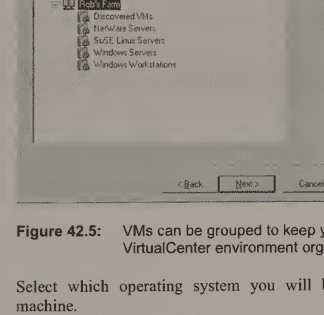 Rob's Farm
Discovered VMs
NetWare Servers
SuSE Linux Servers
Windows Servers
Windows Workstations
< Back Next > Cancel
Figure 42.5: VMs can be grouped to keep
VirtualCenter environment
Select which operating system you will
machine.